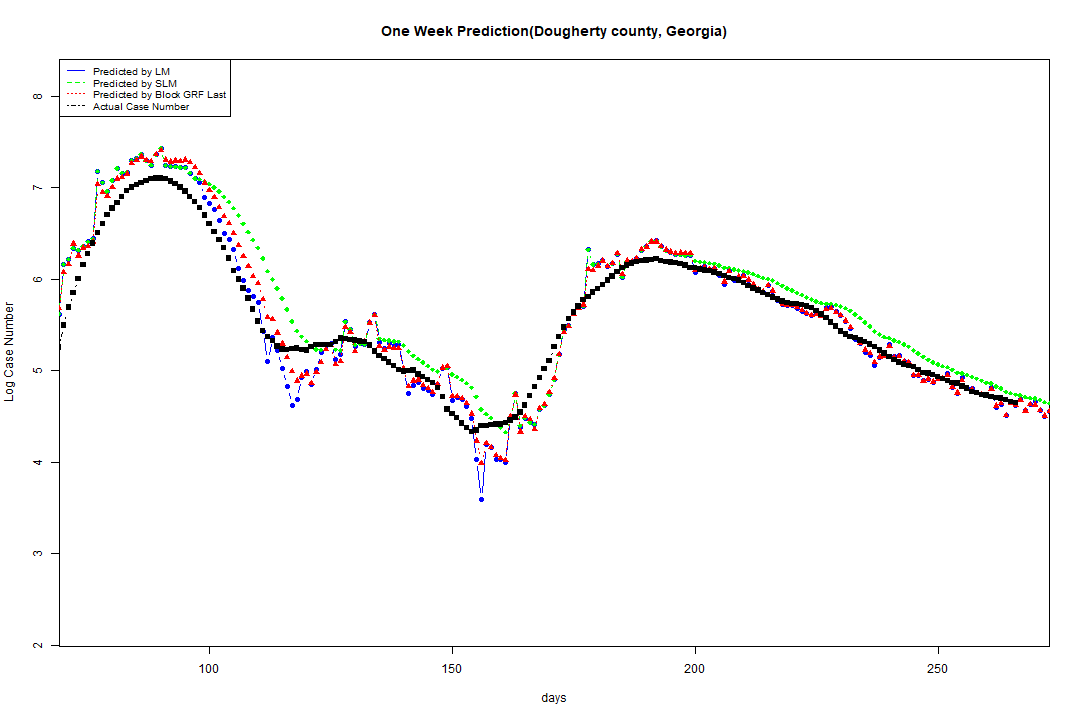 One Week Prediction(Dougherty county, Georgia)
Predicted by LM
Predicted by SLM
Predicted by Block GRF Last
Actual Case Number
8
7
6
5
4
3
2
Log Case Number
100 150 200 250
days